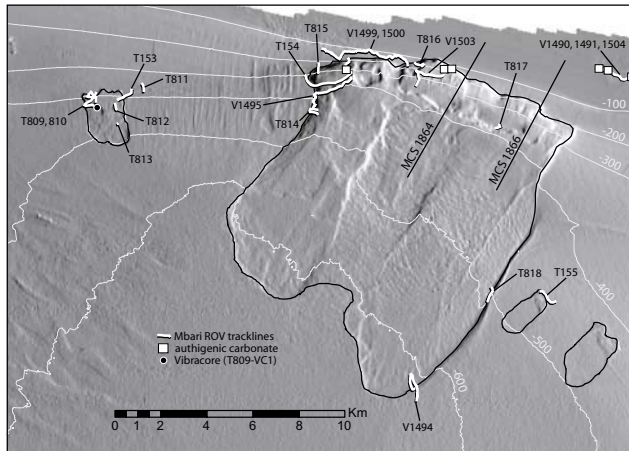 V1499, 1500
T815
T816
V1503
V1490, 1491, 1504
T154
T153
T811
T817
-100
V1495
T809, 810
T812
T814
-200
MCS 1864
MCS 1866
T813
-300
T818
T155
-400
-500
Mbari ROV tracklines
authigenic carbonate
Vibracore (T809-VC1)
-600
Km
0 1 2 4 6 8 10
V1494